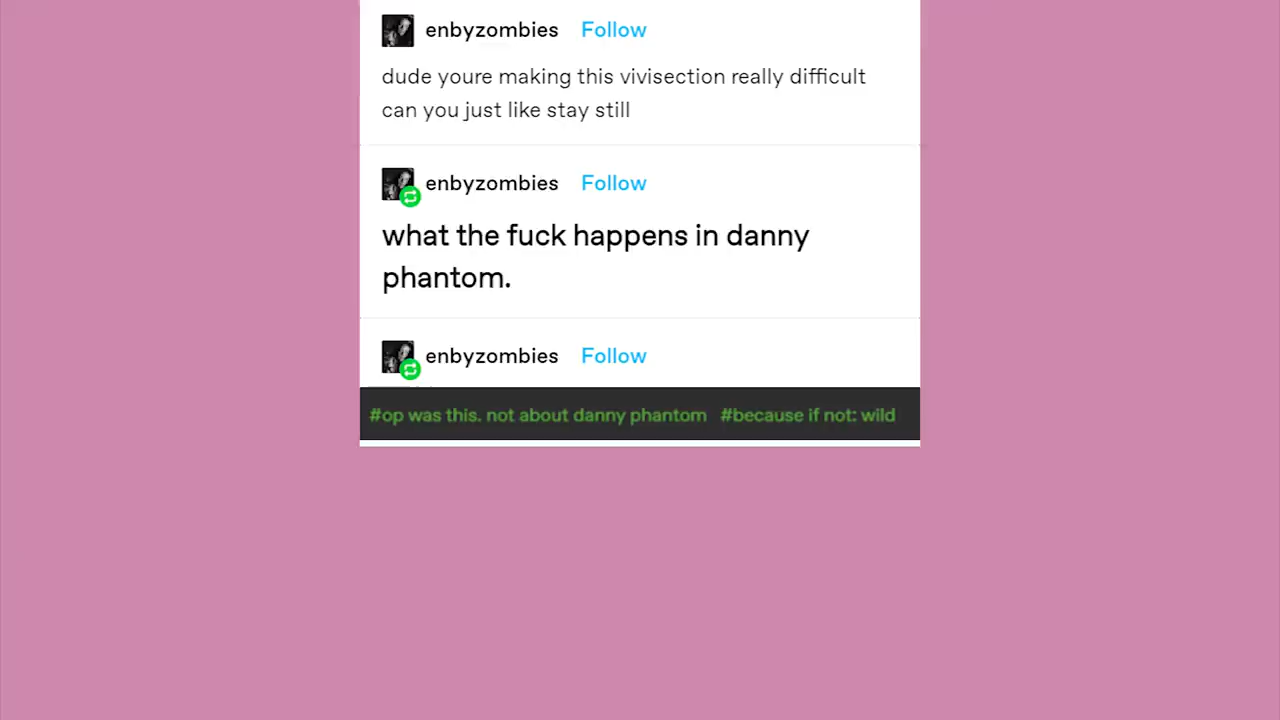 enbyzombies Follow
dude youre making this vivisection really difficult
can you just like stay still
enbyzombies Follow
what the fuck happens in danny
phantom.
enbyzombies Follow
#op was this. not about danny phantom #because if not: wild